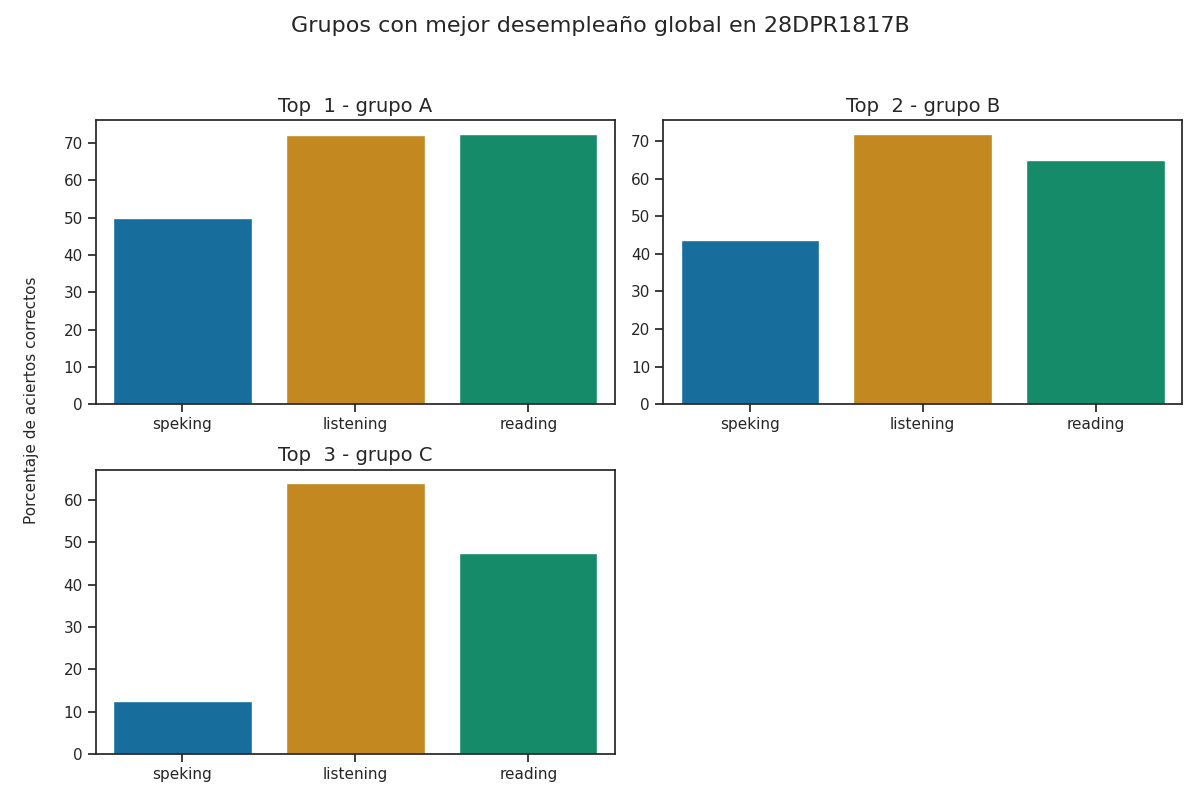 Grupos con mejor desempleaño global en 28DPR1817B
Porcentaje de aciertos correctos
Top  1 - grupo A
70
60
50
40
30
20
10
0
speking
listening
reading
Top  2 - grupo B
70
60
50
40
30
20
10
0
speking
listening
reading
Top  3 - grupo C
60
50
40
30
20
10
0
speking
listening
reading